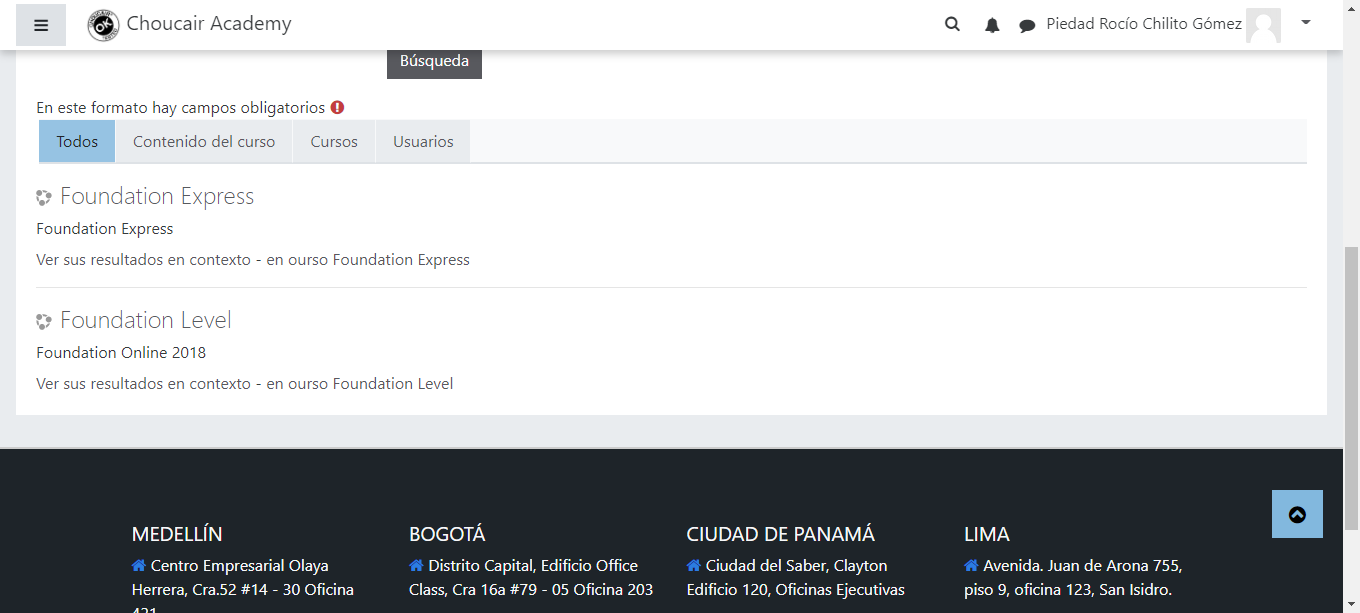 Choucair Academy
Piedad Rocío Chilito Gómez
Búsqueda
En este formato hay campos obligatorios
Todos
Contenido del curso
Cursos
Usuarios
Foundation Express
Foundation Express
Ver sus resultados en contexto - en ourso Foundation Express
Foundation Level
Foundation Online 2018
Ver sus resultados en contexto - en ourso Foundation Level
MEDELLÍN
Centro Empresarial Olaya
Herrera, Cra.52 #14 - 30 Oficina
421
BOGOTÁ
Distrito Capital, Edificio Office
Class, Cra 16a #79 - 05 Oficina 203
CIUDAD DE PANAMÁ
Ciudad del Saber, Clayton
Edificio 120, Oficinas Ejecutivas
LIMA
Avenida. Juan de Arona 755,
piso 9, oficina 123, San Isidro.